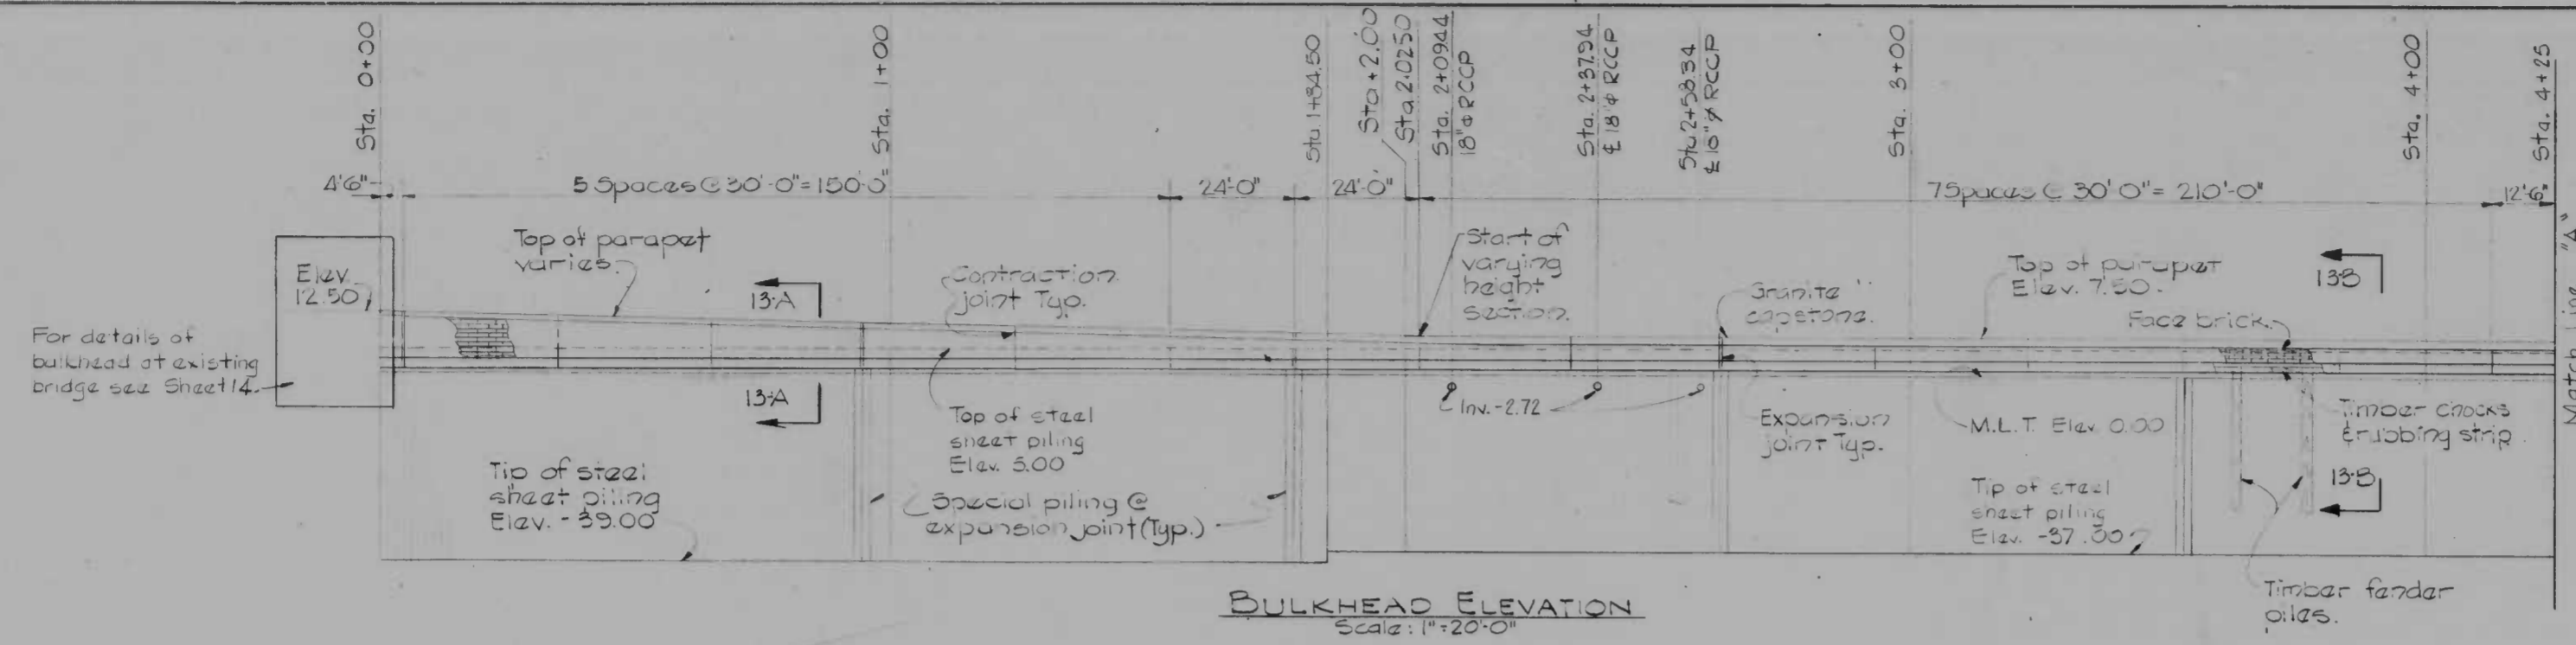 Sta. 0+00
Sta. 1+00
Sta. 1+84.50
Sta +2.00
Sta 2+02.50
Sta. 2+09.44
18"φ RCCP
Sta. 2+37.94
℄ 18"φ RCCP
Sta 2+58.34
Sta. 3+00
Sta. 4+00
Sta. 4+25
4'6"
5 Spaces @ 30'-0"=150'-0"
24'-0"
24'-0"
7 Spaces @ 30'0"= 210'-0"
12'6"
Match Line "A"
Elev.
12.50
Top of parapet
varies.
13-A
Contraction
joint Typ.
Start of
varying
height
section.
Granite
capstone.
Top of parapet
Elev. 7.50.
13-B
Face brick.
For details of
bulkhead at existing
bridge see Sheet 14.
13-A
Top of steel
sheet piling
Elev. 5.00
Inv.-2.72
Expansion
joint Typ.
M.L.T. Elev 0.00
Timber chocks
& rubbing strip.
Tip of steel
sheet piling
Elev. -39.00
Special piling @
expansion joint (Typ.)
Tip of steel
sheet piling
Elev. -37.00
13-B
Timber fender
piles.
BULKHEAD ELEVATION
Scale: 1"=20'-0"